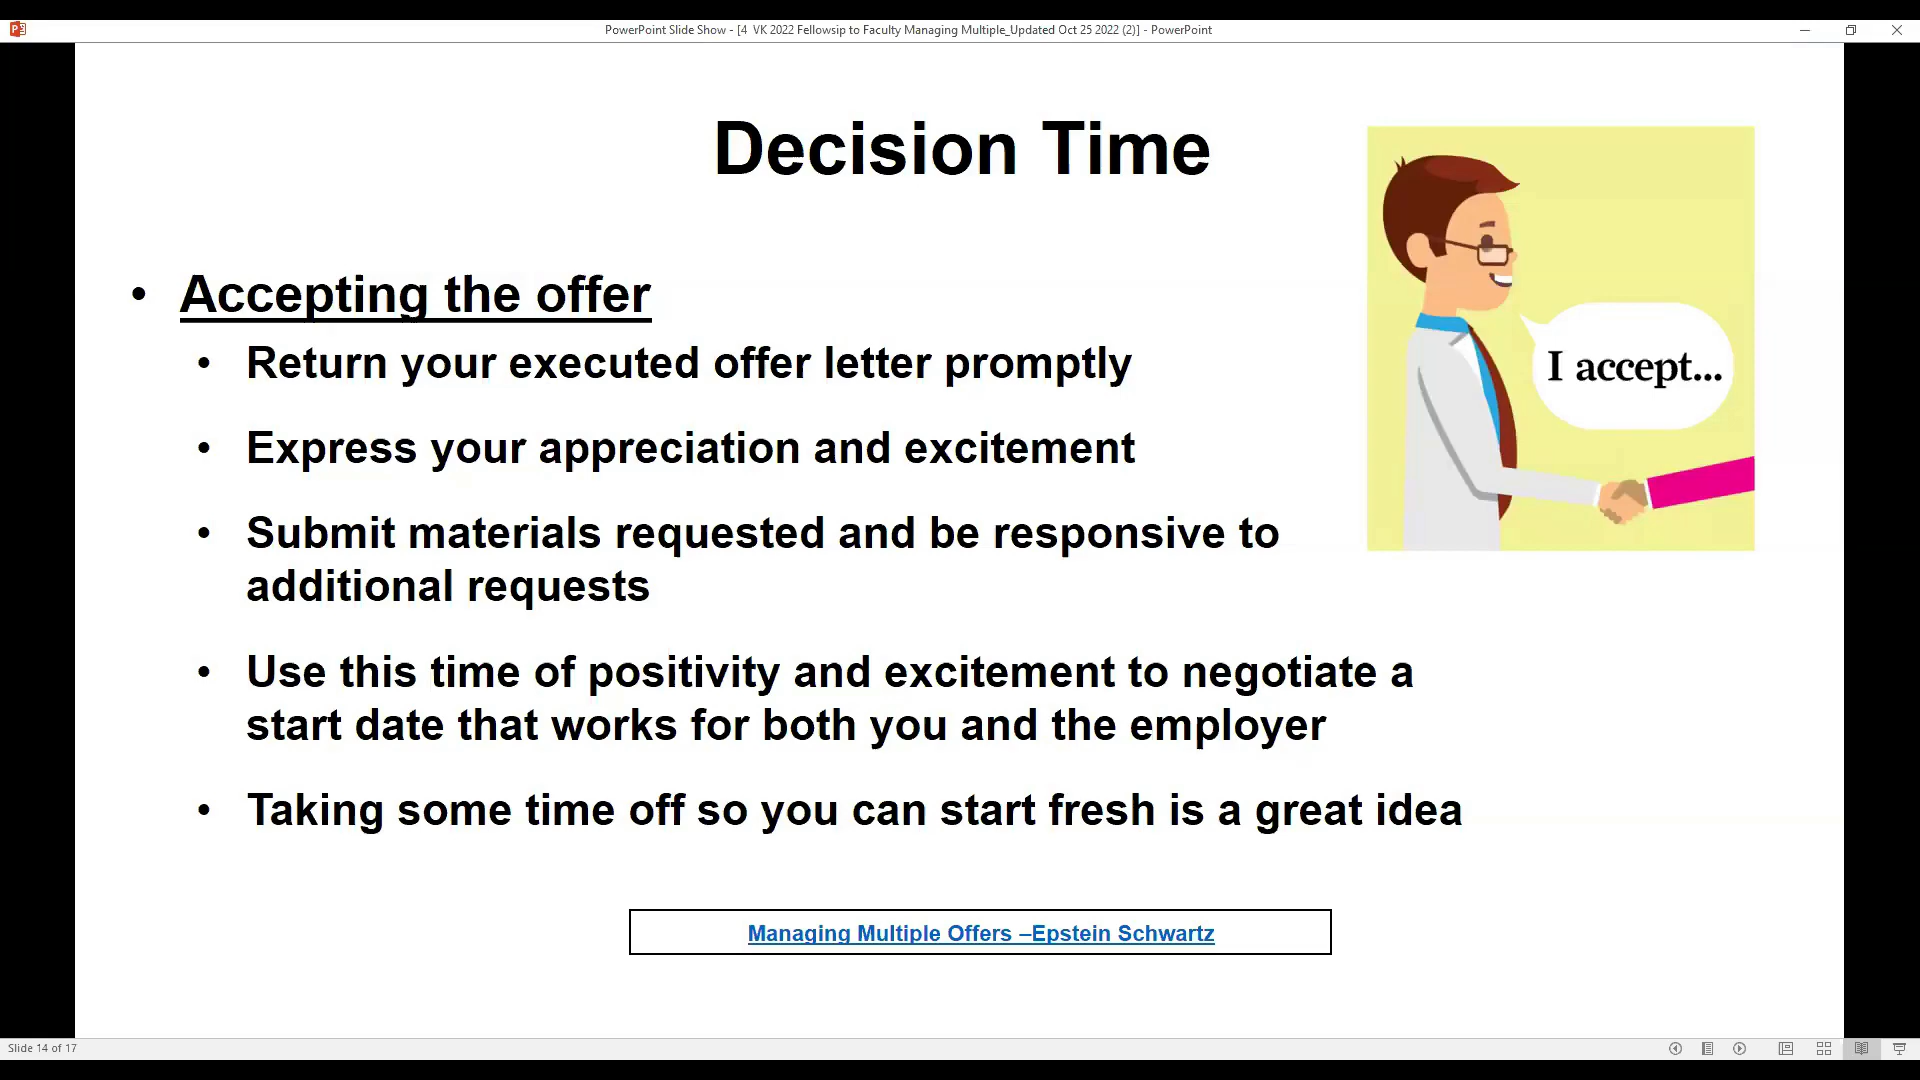 PowerPoint Slide Show - [4  VK 2022 Fellowsip to Faculty Managing Multiple_Updated Oct 25 2022 (2)] - PowerPoint
Decision Time
• Accepting the offer
• Return your executed offer letter promptly
• Express your appreciation and excitement
• Submit materials requested and be responsive to
additional requests
• Use this time of positivity and excitement to negotiate a
start date that works for both you and the employer
• Taking some time off so you can start fresh is a great idea
I accept...
Managing Multiple Offers –Epstein Schwartz
Slide 14 of 17